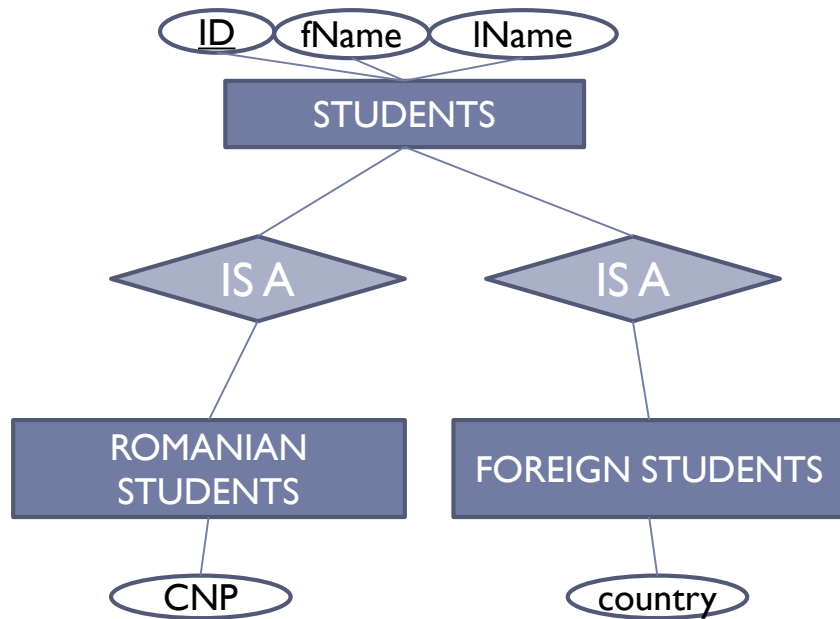 ID fName lName
STUDENTS
IS A IS A
ROMANIAN
STUDENTS
FOREIGN STUDENTS
CNP country